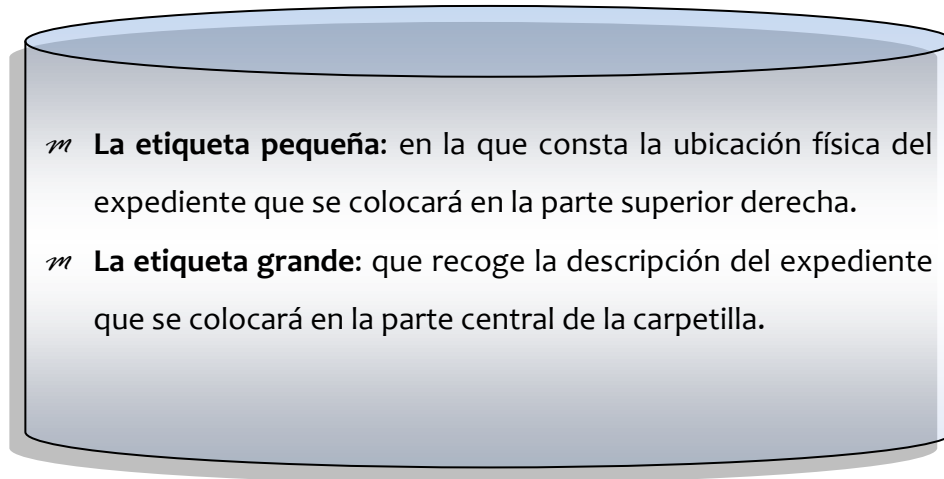 La etiqueta pequeña: en la que consta la ubicación física del
expediente que se colocará en la parte superior derecha.
La etiqueta grande: que recoge la descripción del expediente
que se colocará en la parte central de la carpetilla.